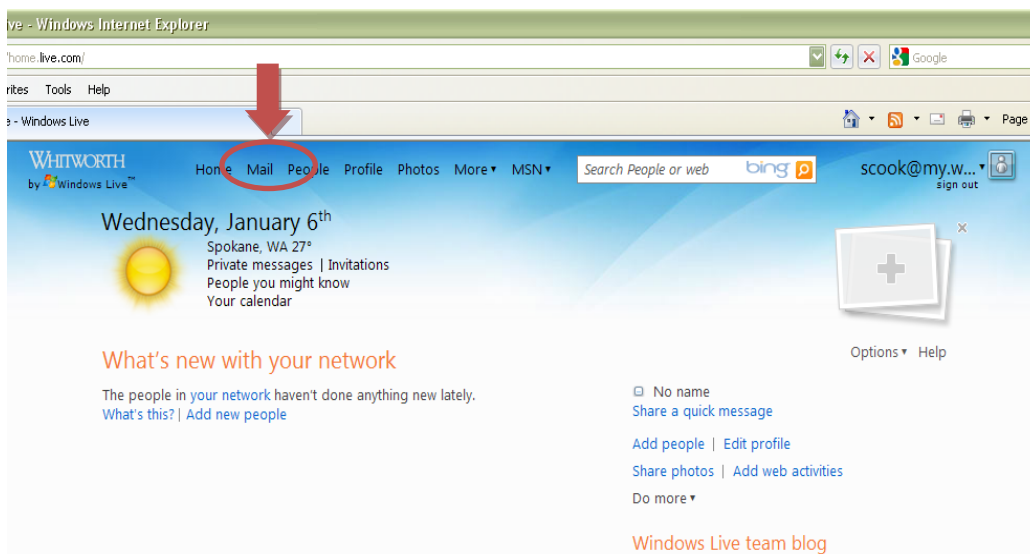 ive - Windows Internet Explorer
/home.live.com/ Google
rites Tools Help
e - Windows Live Page
WHITWORTH
by Windows Live™
Home Mail People Profile Photos More MSN Search People or web bing scook@my.w...
sign out
Wednesday, January 6th
Spokane, WA 27°
Private messages | Invitations
People you might know
Your calendar
Options Help
What's new with your network
The people in your network haven't done anything new lately.
What's this? | Add new people
No name
Share a quick message
Add people | Edit profile
Share photos | Add web activities
Do more
Windows Live team blog